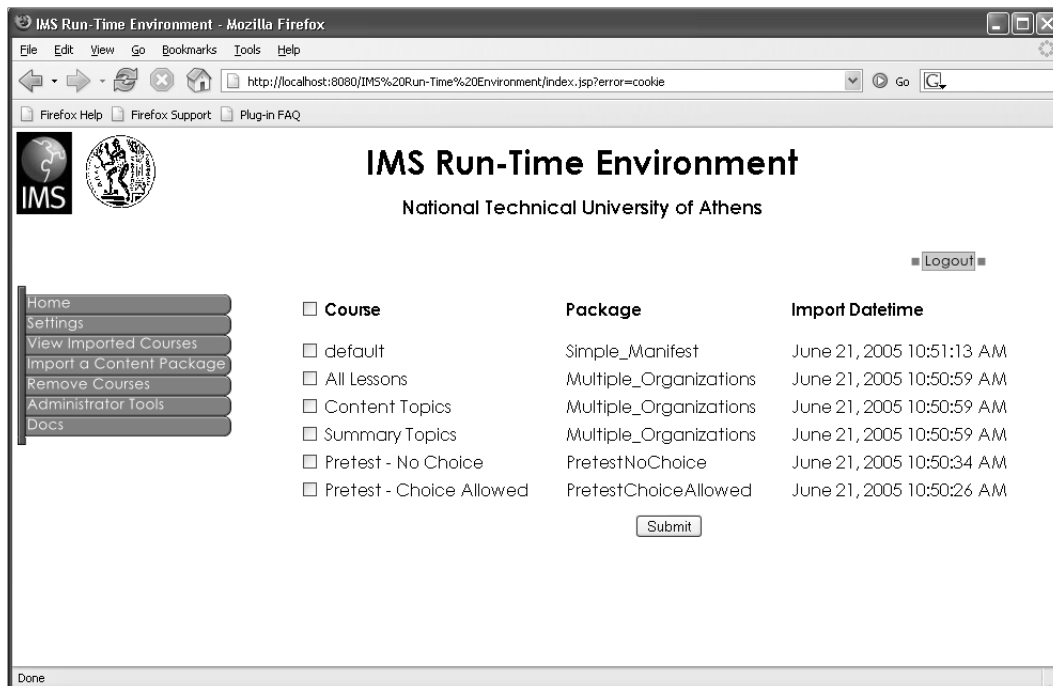 IMS Run-Time Environment - Mozilla Firefox
File Edit View Go Bookmarks Tools Help
http://localhost:8080/IMS%20Run-Time%20Environment/index.jsp?error=cookie Go G
Firefox Help Firefox Support Plug-in FAQ
IMS
IMS Run-Time Environment
National Technical University of Athens
Logout
Home
Settings
View Imported Courses
Import a Content Package
Remove Courses
Administrator Tools
Docs
Course Package Import Datetime
default Simple_Manifest June 21, 2005 10:51:13 AM
All Lessons Multiple_Organizations June 21, 2005 10:50:59 AM
Content Topics Multiple_Organizations June 21, 2005 10:50:59 AM
Summary Topics Multiple_Organizations June 21, 2005 10:50:59 AM
Pretest - No Choice PretestNoChoice June 21, 2005 10:50:34 AM
Pretest - Choice Allowed PretestChoiceAllowed June 21, 2005 10:50:26 AM
Submit
Done